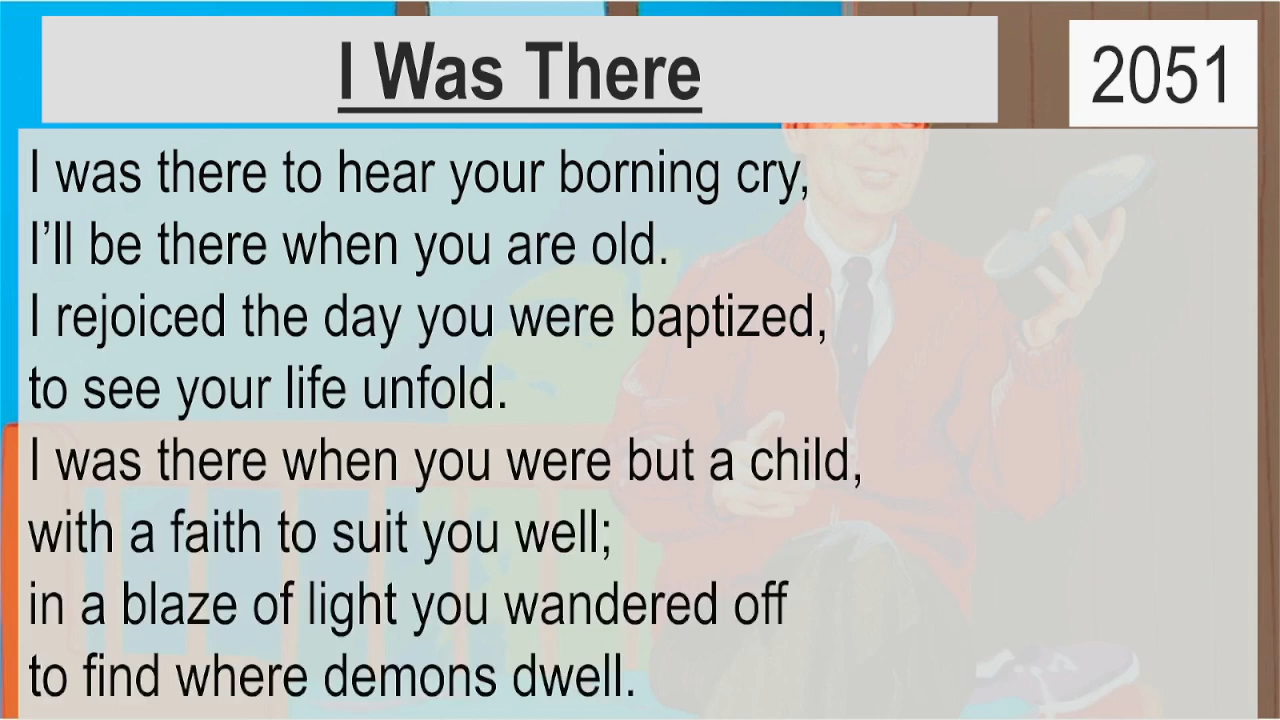 I Was There
2051
I was there to hear your borning cry,
I’ll be there when you are old.
I rejoiced the day you were baptized,
to see your life unfold.
I was there when you were but a child,
with a faith to suit you well;
in a blaze of light you wandered off
to find where demons dwell.